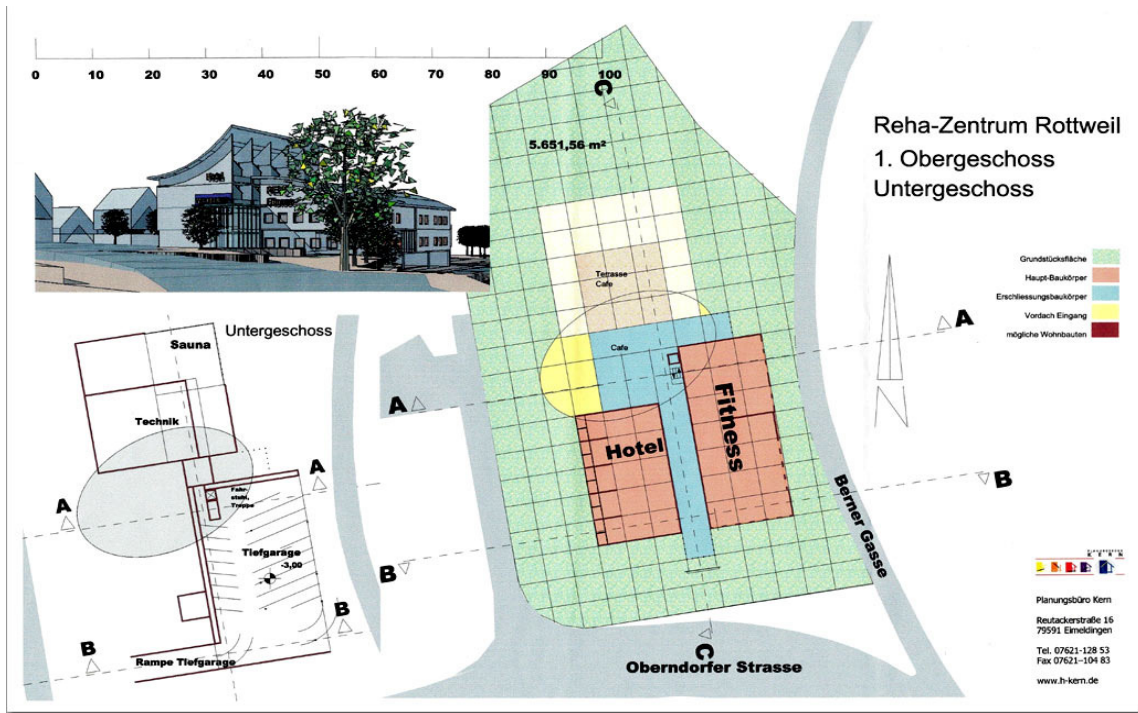 0 10 20 30 40 50 60 70 80 90 100
C
5.651,56 m²
Reha-Zentrum Rottweil
1. Obergeschoss
Untergeschoss
Grundstücksfläche
Haupt-Baukörper
Erschliessungsbaukörper
Vordach Eingang
mögliche Wohnbauten
Terrasse
Cafe
Cafe
A
A
Hotel
Fitness
B
B
Berner Gasse
C
Oberndorfer Strasse
Untergeschoss
Sauna
Technik
A
A
Fahr-
stuhl,
Treppe
Tiefgarage
-3,00
B
B
Rampe Tiefgarage
N
KERN
Planungsbüro Kern
Reutackerstraße 16
79591 Eimeldingen
Tel. 07621-128 53
Fax 07621-104 83
www.h-kern.de